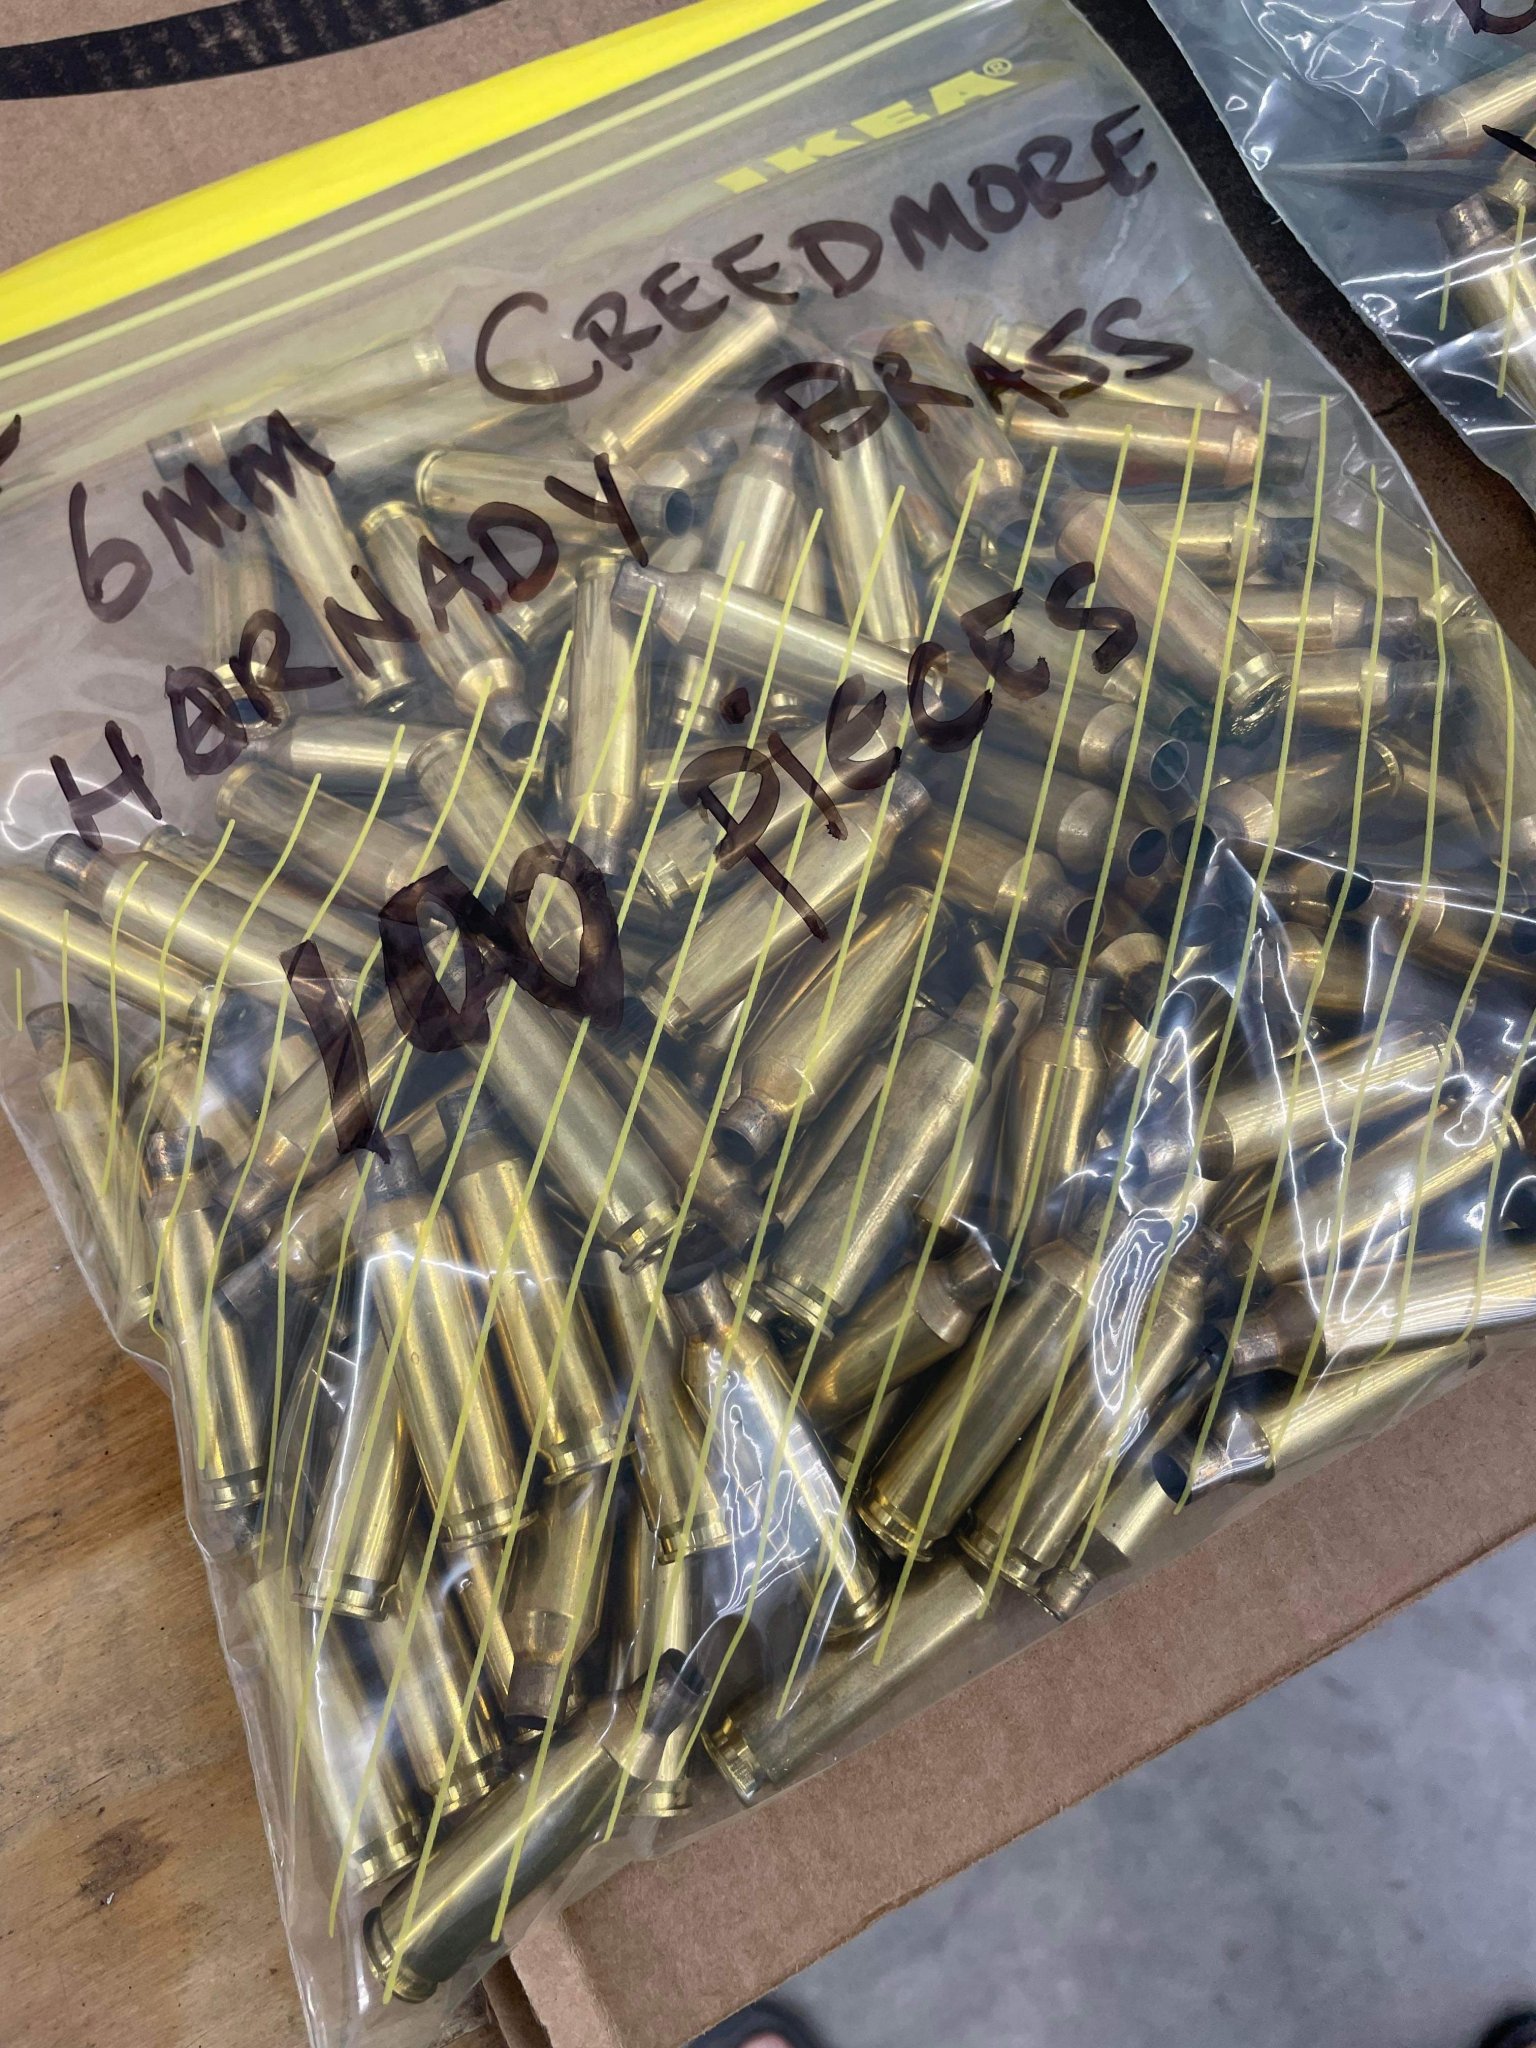 IKEA®
6MM CREEDMORE
HORNADY BRASS
100 PIECES